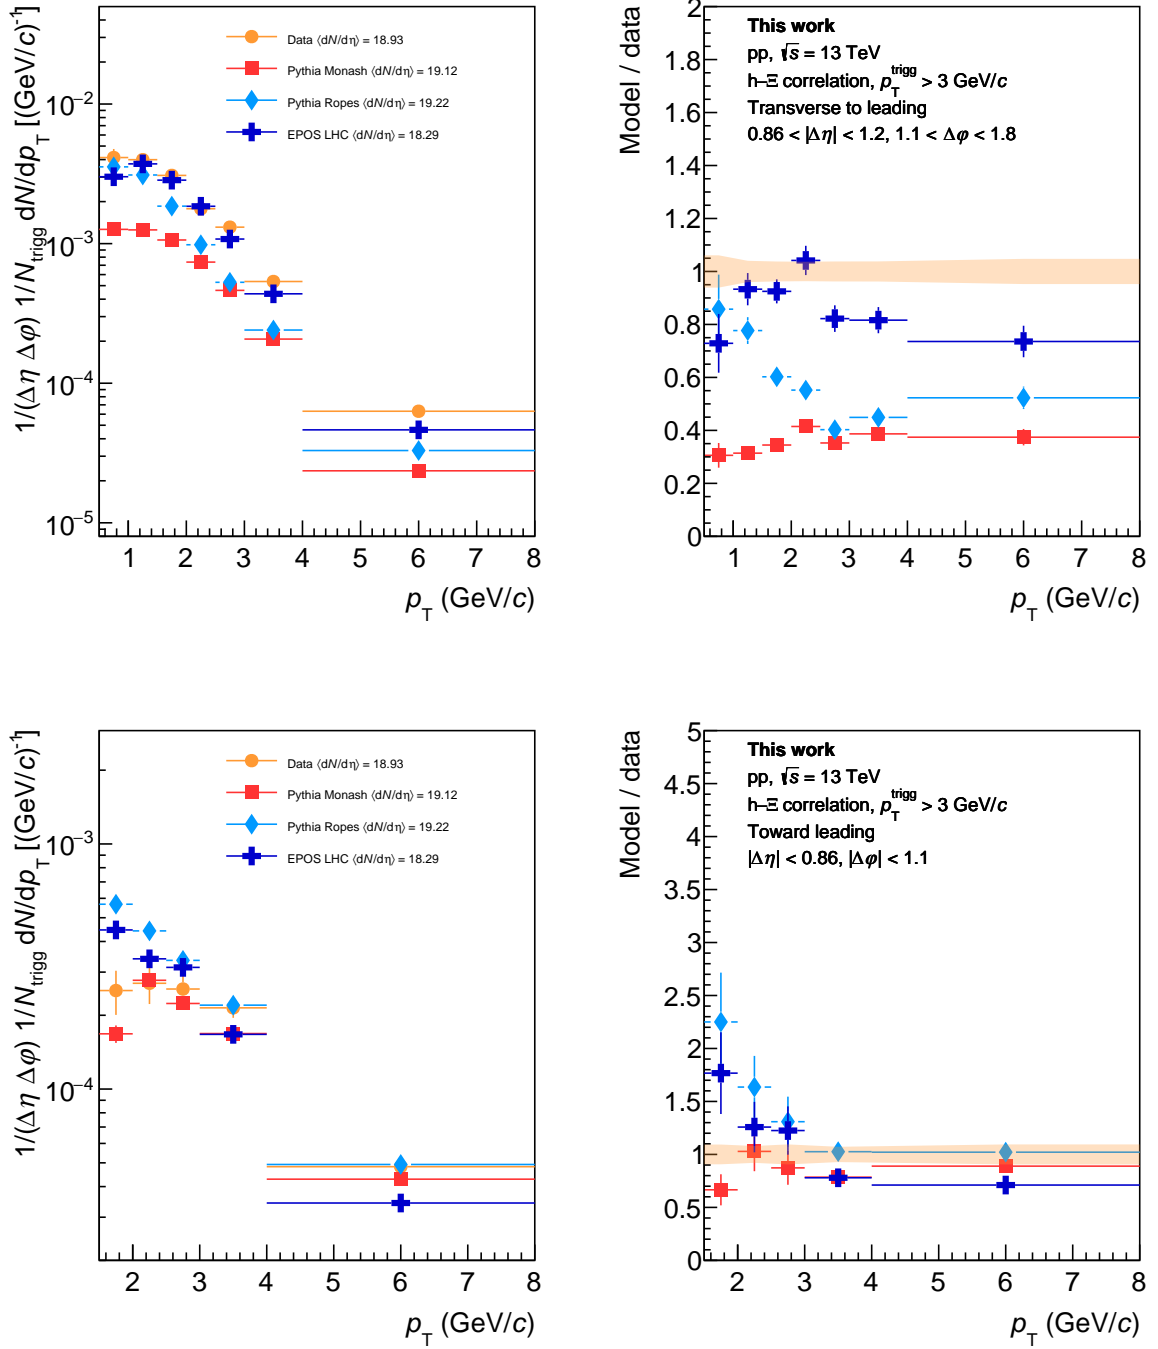 1/(Δη Δφ) 1/N_trigg dN/dp_T [(GeV/c)^-1]
10^−2
10^−3
10^−4
10^−5
Data ⟨dN/dη⟩ = 18.93
Pythia Monash ⟨dN/dη⟩ = 19.12
Pythia Ropes ⟨dN/dη⟩ = 19.22
EPOS LHC ⟨dN/dη⟩ = 18.29
1 2 3 4 5 6 7 8
p_T (GeV/c)
Model / data
2
1.8
1.6
1.4
1.2
1
0.8
0.6
0.4
0.2
0
This work
pp, √s = 13 TeV
h–Ξ correlation, p_T^trigg > 3 GeV/c
Transverse to leading
0.86 < |Δη| < 1.2, 1.1 < Δφ < 1.8
1 2 3 4 5 6 7 8
p_T (GeV/c)
1/(Δη Δφ) 1/N_trigg dN/dp_T [(GeV/c)^-1]
10^−3
10^−4
Data ⟨dN/dη⟩ = 18.93
Pythia Monash ⟨dN/dη⟩ = 19.12
Pythia Ropes ⟨dN/dη⟩ = 19.22
EPOS LHC ⟨dN/dη⟩ = 18.29
2 3 4 5 6 7 8
p_T (GeV/c)
Model / data
5
4.5
4
3.5
3
2.5
2
1.5
1
0.5
0
This work
pp, √s = 13 TeV
h–Ξ correlation, p_T^trigg > 3 GeV/c
Toward leading
|Δη| < 0.86, |Δφ| < 1.1
2 3 4 5 6 7 8
p_T (GeV/c)